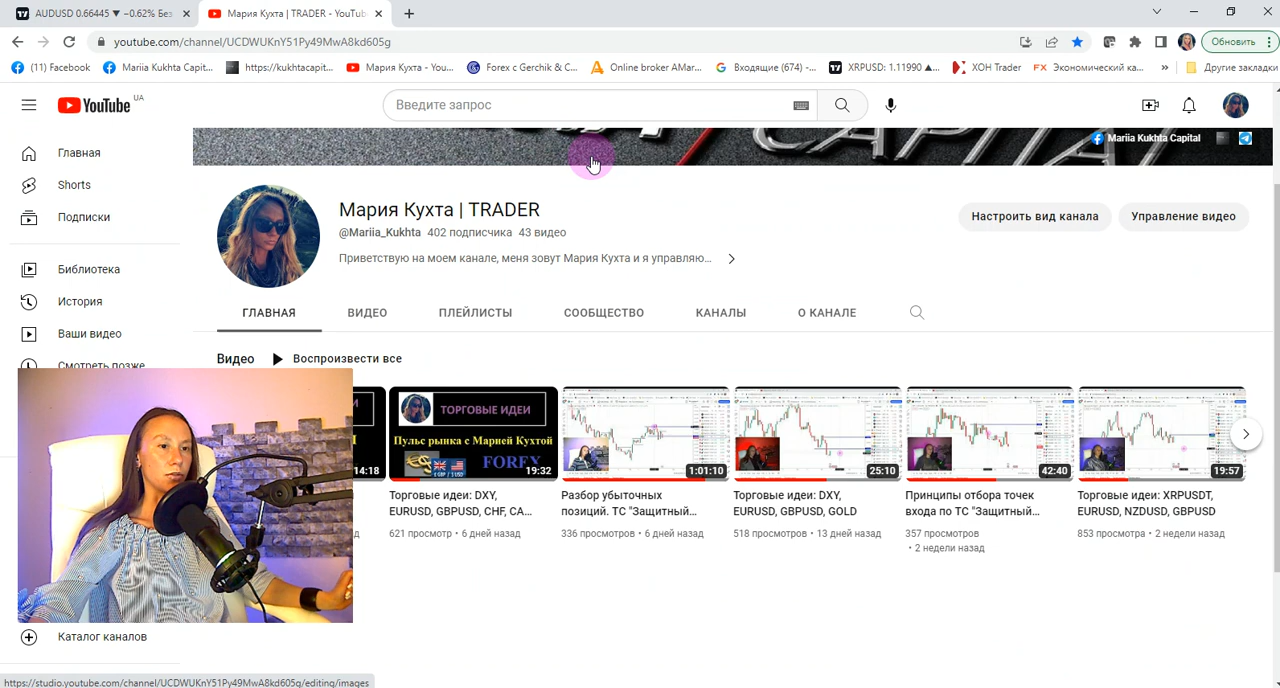 AUDUSD 0.66445 ▼ −0.62% Без
Мария Кухта | TRADER - YouTub
youtube.com/channel/UCDWUKnY51Py49MwA8kd605g
Обновить
(11) Facebook
Mariia Kukhta Capit...
https://kukhtacapit...
Мария Кухта - You...
Forex c Gerchik & C...
Online broker AMar...
Входящие (674) -...
XRPUSD: 1.11990 ▲...
XOH Trader
FX Экономический ка...
»
Другие закладки
YouTube UA
Введите запрос
CAPITAL
Mariia Kukhta Capital
Главная
Shorts
Подписки
Библиотека
История
Ваши видео
Смотреть позже
Каталог каналов
Мария Кухта | TRADER
@Mariia_Kukhta 402 подписчика 43 видео
Приветствую на моем канале, меня зовут Мария Кухта и я управляю...
Настроить вид канала
Управление видео
ГЛАВНАЯ
ВИДЕО
ПЛЕЙЛИСТЫ
СООБЩЕСТВО
КАНАЛЫ
О КАНАЛЕ
Видео
Воспроизвести все
14:18
ТОРГОВЫЕ ИДЕИ
Пульс рынка с Марией Кухтой
GBP / USD
FOREX
19:32
Торговые идеи: DXY,
EURUSD, GBPUSD, CHF, CA...
621 просмотр • 6 дней назад
1:01:10
Разбор убыточных
позиций. ТС "Защитный...
336 просмотров • 6 дней назад
25:10
Торговые идеи: DXY,
EURUSD, GBPUSD, GOLD
518 просмотров • 13 дней назад
42:40
Принципы отбора точек
входа по ТС "Защитный...
357 просмотров
• 2 недели назад
19:57
Торговые идеи: XRPUSDT,
EURUSD, NZDUSD, GBPUSD
853 просмотра • 2 недели назад
https://studio.youtube.com/channel/UCDWUKnY51Py49MwA8kd605g/editing/images